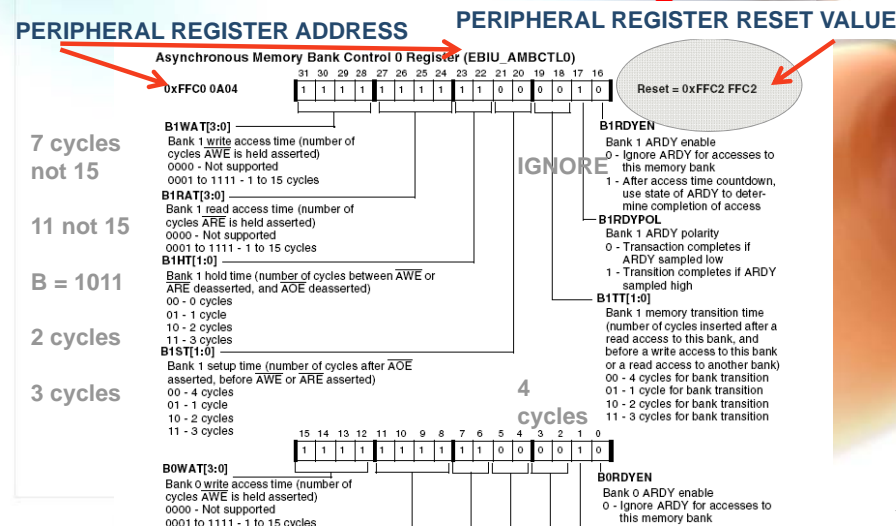 PERIPHERAL REGISTER ADDRESS
PERIPHERAL REGISTER RESET VALUE
Asynchronous Memory Bank Control 0 Register (EBIU_AMBCTL0)
31 30 29 28 27 26 25 24 23 22 21 20 19 18 17 16
0xFFC0 0A04
1 1 1 1 1 1 1 1 1 1 0 0 0 0 1 0
Reset = 0xFFC2 FFC2
7 cycles
not 15
11 not 15
B = 1011
2 cycles
3 cycles
B1WAT[3:0]
Bank 1 write access time (number of
cycles AWE is held asserted)
0000 - Not supported
0001 to 1111 - 1 to 15 cycles
B1RAT[3:0]
Bank 1 read access time (number of
cycles ARE is held asserted)
0000 - Not supported
0001 to 1111 - 1 to 15 cycles
B1HT[1:0]
Bank 1 hold time (number of cycles between AWE or
ARE deasserted, and AOE deasserted)
00 - 0 cycles
01 - 1 cycle
10 - 2 cycles
11 - 3 cycles
B1ST[1:0]
Bank 1 setup time (number of cycles after AOE
asserted, before AWE or ARE asserted)
00 - 4 cycles
01 - 1 cycle
10 - 2 cycles
11 - 3 cycles
IGNORE
4
cycles
B1RDYEN
Bank 1 ARDY enable
0 - Ignore ARDY for accesses to
this memory bank
1 - After access time countdown,
use state of ARDY to deter-
mine completion of access
B1RDYPOL
Bank 1 ARDY polarity
0 - Transaction completes if
ARDY sampled low
1 - Transition completes if ARDY
sampled high
B1TT[1:0]
Bank 1 memory transition time
(number of cycles inserted after a
read access to this bank, and
before a write access to this bank
or a read access to another bank)
00 - 4 cycles for bank transition
01 - 1 cycle for bank transition
10 - 2 cycles for bank transition
11 - 3 cycles for bank transition
15 14 13 12 11 10 9 8 7 6 5 4 3 2 1 0
1 1 1 1 1 1 1 1 1 1 0 0 0 0 1 0
B0WAT[3:0]
Bank 0 write access time (number of
cycles AWE is held asserted)
0000 - Not supported
0001 to 1111 - 1 to 15 cycles
B0RDYEN
Bank 0 ARDY enable
0 - Ignore ARDY for accesses to
this memory bank